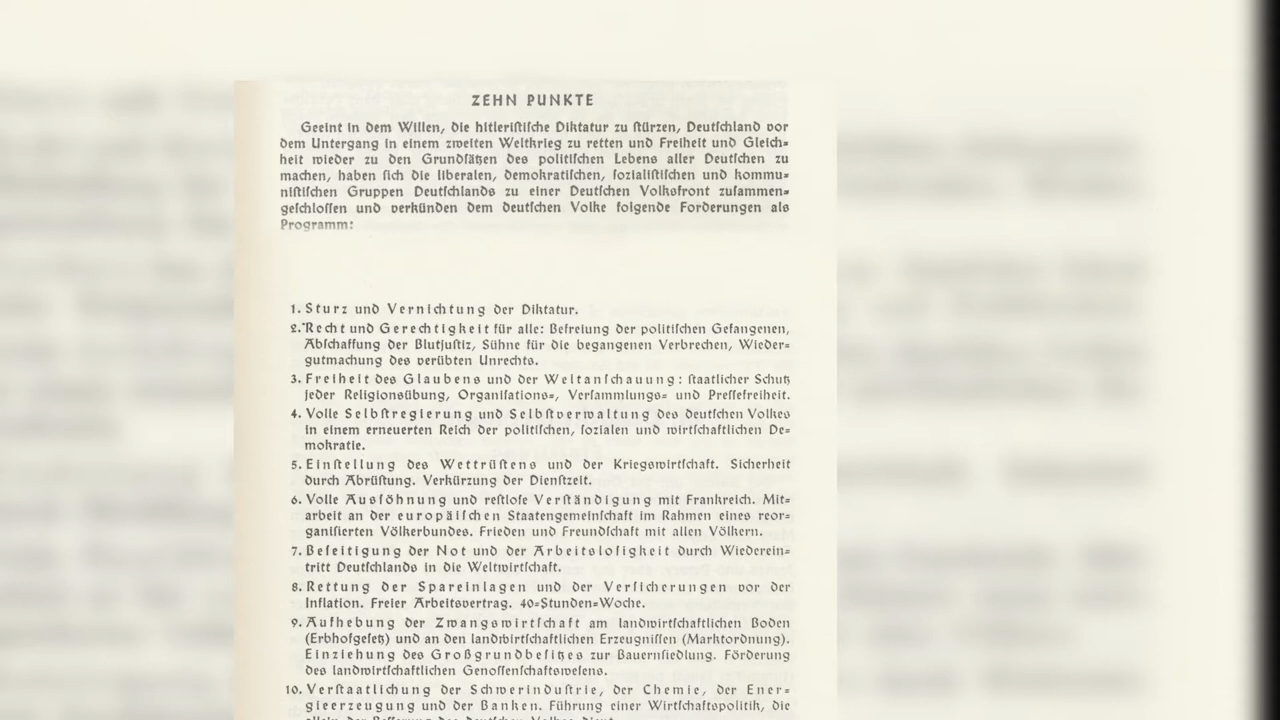 ZEHN PUNKTE
Geeint in dem Willen, die hitleristische Diktatur zu stürzen, Deutschland vor
dem Untergang in einem zweiten Weltkrieg zu retten und Freiheit und Gleich=
heit wieder zu den Grundsätzen des politischen Lebens aller Deutschen zu
machen, haben sich die liberalen, demokratischen, sozialistischen und kommu=
nistischen Gruppen Deutschlands zu einer Deutschen Volksfront zusammen=
geschlossen und verkünden dem deutschen Volke folgende Forderungen als
Programm:
1. Sturz und Vernichtung der Diktatur.
2. Recht und Gerechtigkeit für alle: Befreiung der politischen Gefangenen,
Abschaffung der Blutjustiz, Sühne für die begangenen Verbrechen, Wieder=
gutmachung des verübten Unrechts.
3. Freiheit des Glaubens und der Weltanschauung: staatlicher Schutz
jeder Religionsübung, Organisations=, Versammlungs= und Pressefreiheit.
4. Volle Selbstregierung und Selbstverwaltung des deutschen Volkes
in einem erneuerten Reich der politischen, sozialen und wirtschaftlichen De=
mokratie.
5. Einstellung des Wettrüstens und der Kriegswirtschaft. Sicherheit
durch Abrüstung. Verkürzung der Dienstzeit.
6. Volle Aussöhnung und restlose Verständigung mit Frankreich. Mit=
arbeit an der europäischen Staatengemeinschaft im Rahmen eines reor=
ganisierten Völkerbundes. Frieden und Freundschaft mit allen Völkern.
7. Beseitigung der Not und der Arbeitslosigkeit durch Wiederein=
tritt Deutschlands in die Weltwirtschaft.
8. Rettung der Spareinlagen und der Versicherungen vor der
Inflation. Freier Arbeitsvertrag. 40=Stunden=Woche.
9. Aufhebung der Zwangswirtschaft am landwirtschaftlichen Boden
(Erbhofgesetz) und an den landwirtschaftlichen Erzeugnissen (Marktordnung).
Einziehung des Großgrundbesitzes zur Bauernsiedlung. Förderung
des landwirtschaftlichen Genossenschaftswesens.
10. Verstaatlichung der Schwerindustrie, der Chemie, der Ener=
gieerzeugung und der Banken. Führung einer Wirtschaftspolitik, die
allein der Besserung des deutschen Volkes dient.